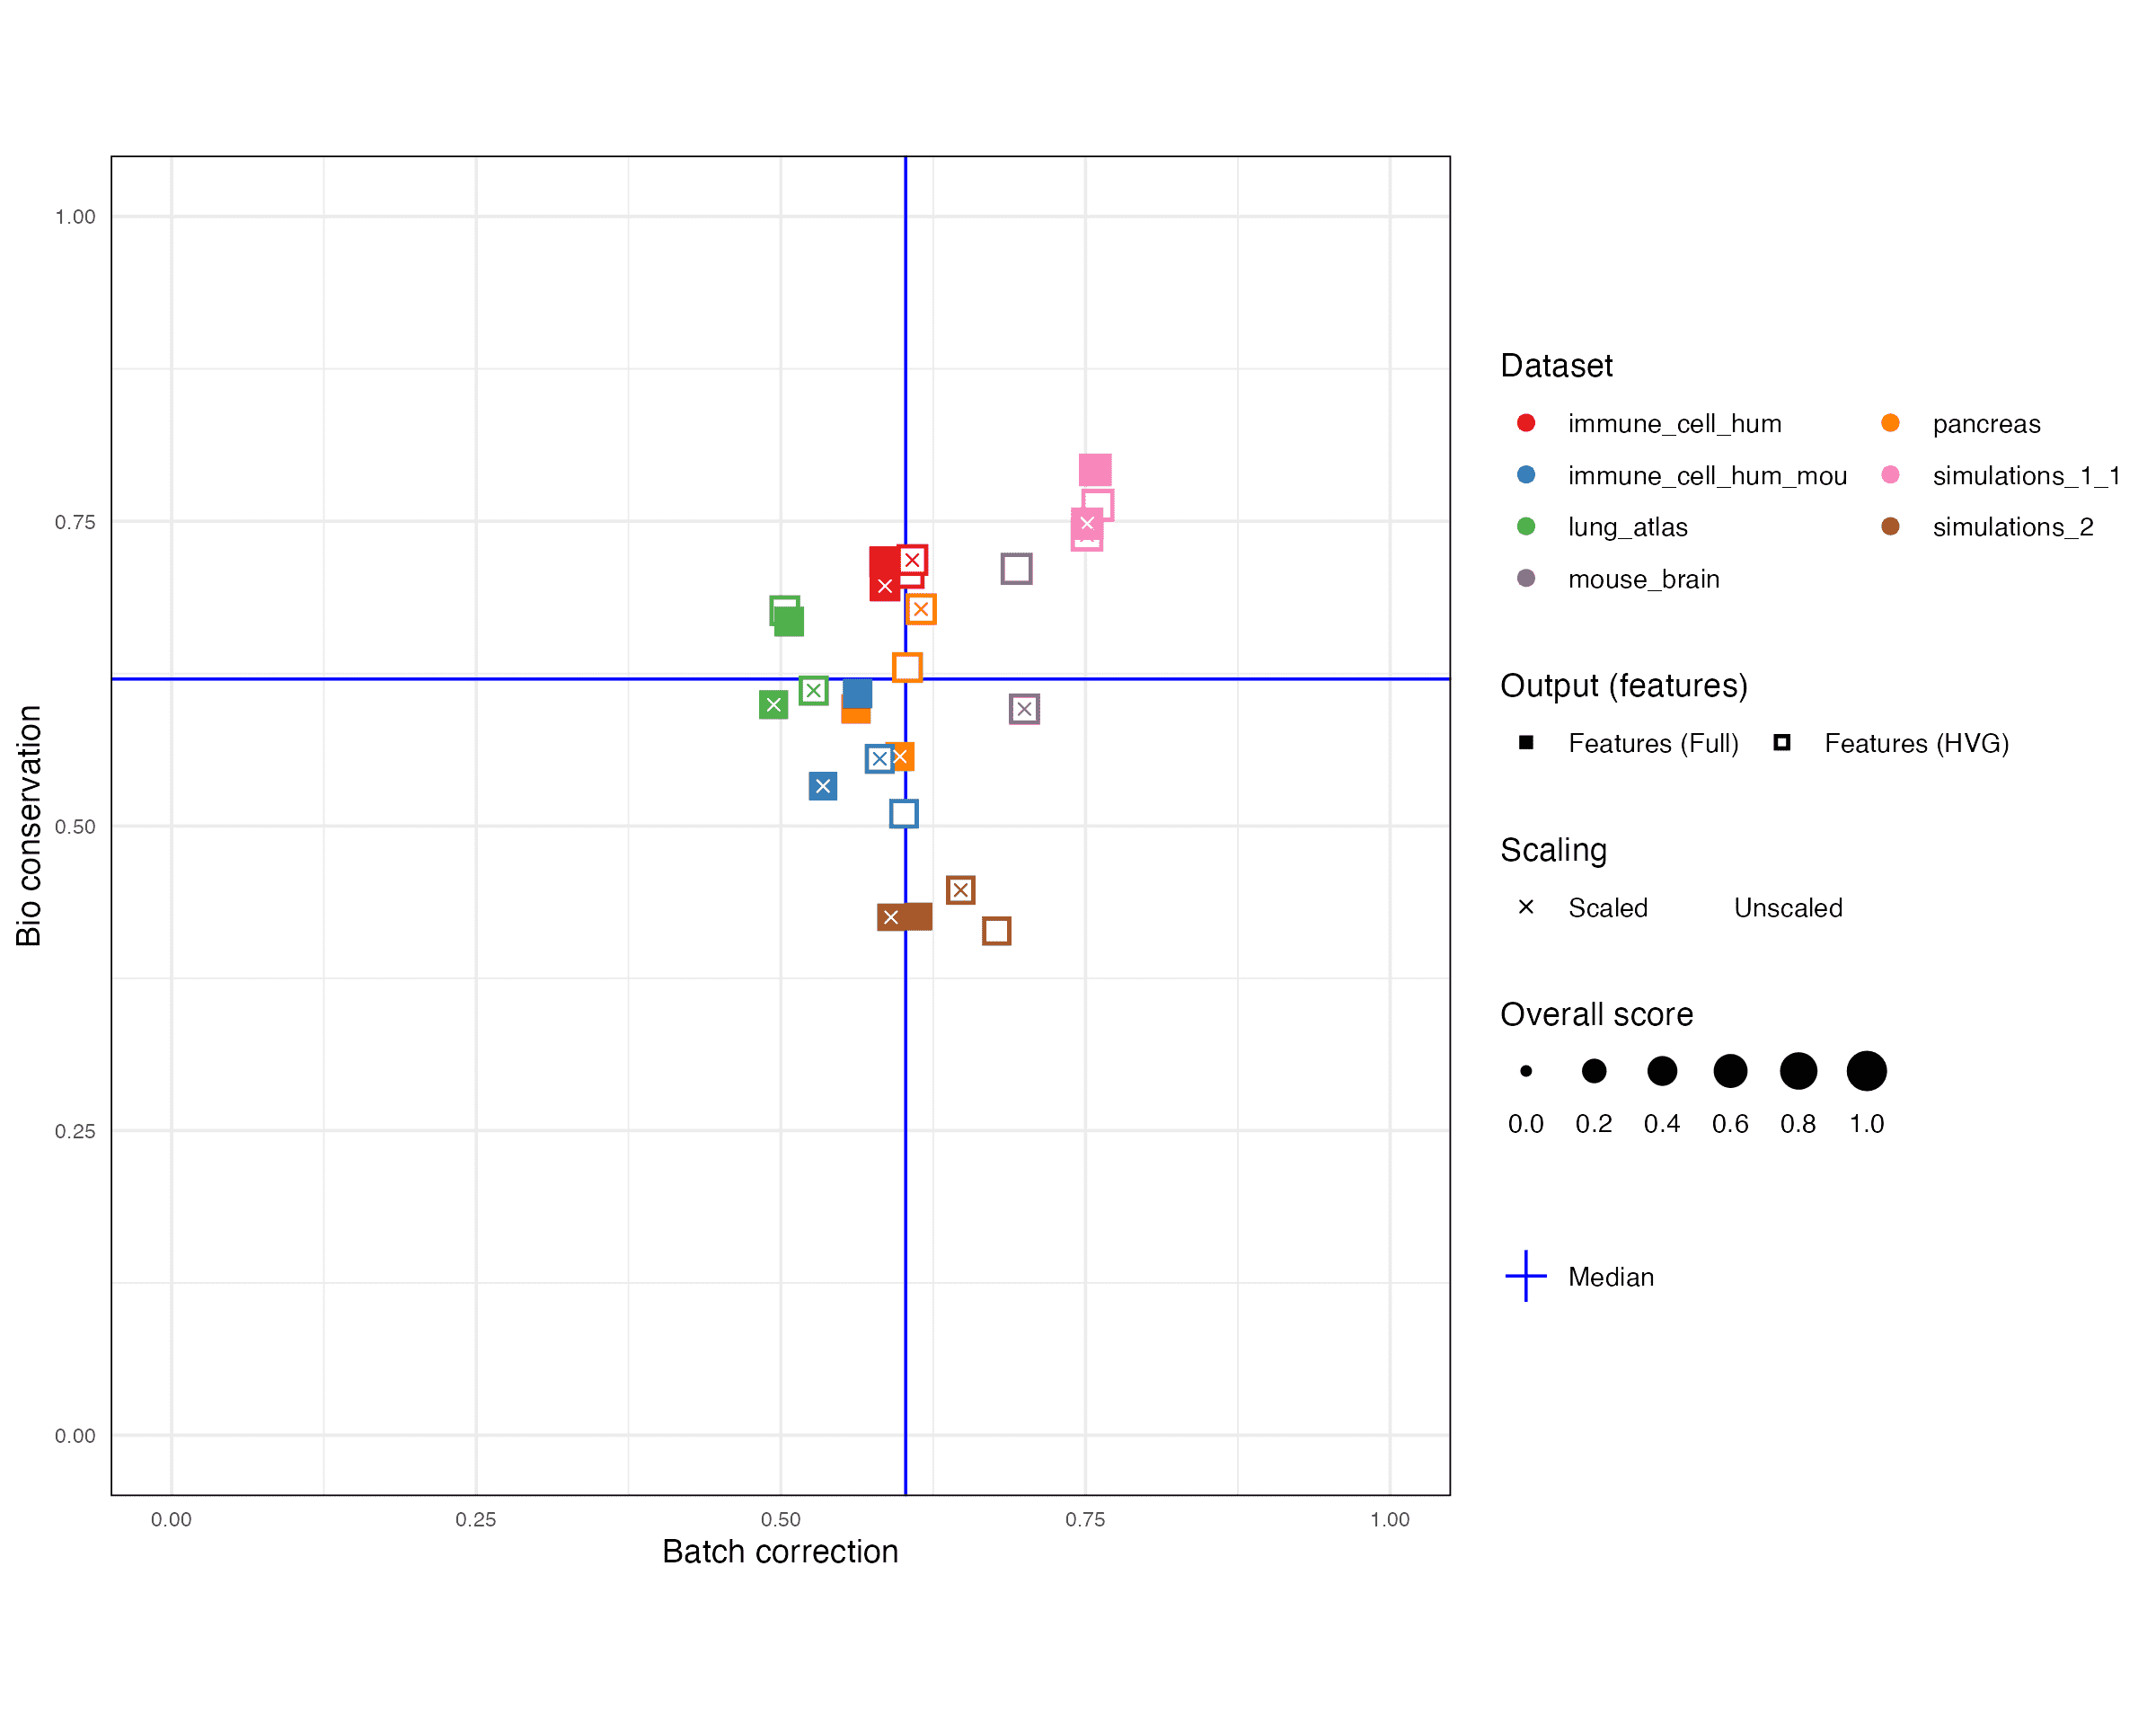 1.00
0.75
0.50
0.25
0.00
Bio conservation
0.00 0.25 0.50 0.75 1.00
Batch correction
Dataset
immune_cell_hum pancreas
immune_cell_hum_mou simulations_1_1
lung_atlas simulations_2
mouse_brain
Output (features)
Features (Full) Features (HVG)
Scaling
Scaled Unscaled
Overall score
0.0 0.2 0.4 0.6 0.8 1.0
Median